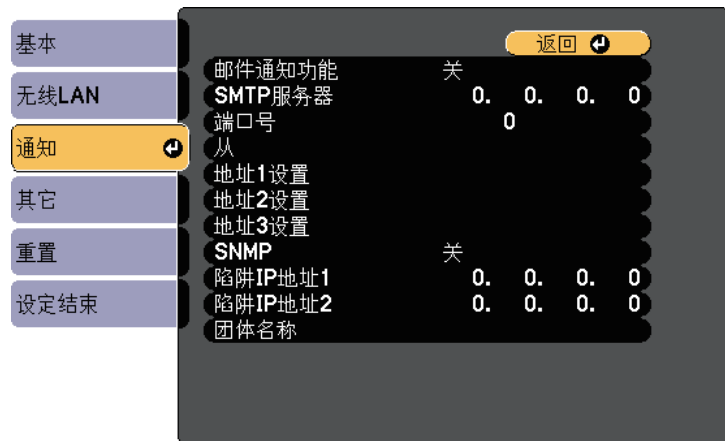 基本
无线LAN
通知
其它
重置
设定结束
返回
邮件通知功能 关
SMTP服务器 0. 0. 0. 0
端口号 0
从
地址1设置
地址2设置
地址3设置
SNMP 关
陷阱IP地址1 0. 0. 0. 0
陷阱IP地址2 0. 0. 0. 0
团体名称